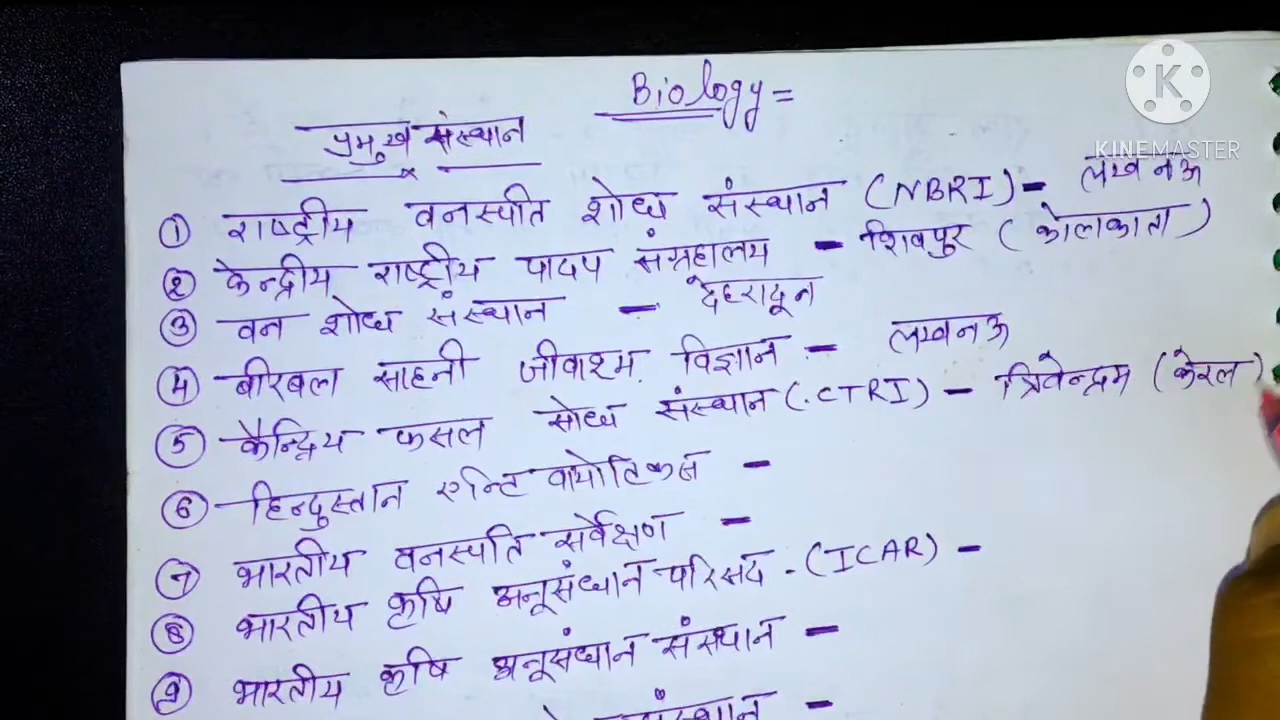 Biology =
प्रमुख संस्थान
① राष्ट्रीय वनस्पति शोध संस्थान (NBRI) - लखनऊ
② केन्द्रीय राष्ट्रीय पादप संग्रहालय - शिवपुर (कोलकाता)
③ वन शोध संस्थान - देहरादून
④ बीरबल साहनी जीवाश्म विज्ञान - लखनऊ
⑤ कैन्द्रिय फसल सोध संस्थान (.CTRI) - त्रिवेन्द्रम (केरल)
⑥ हिन्दुस्तान एन्टि वायोटिकस -
⑦ भारतीय वनस्पति सर्वेक्षण -
⑧ भारतीय कृषि अनूसंधान परिसद - (ICAR) -
⑨ भारतीय कृषि अनूसंधान संस्थान -
संस्थान -
K
KINEMASTER